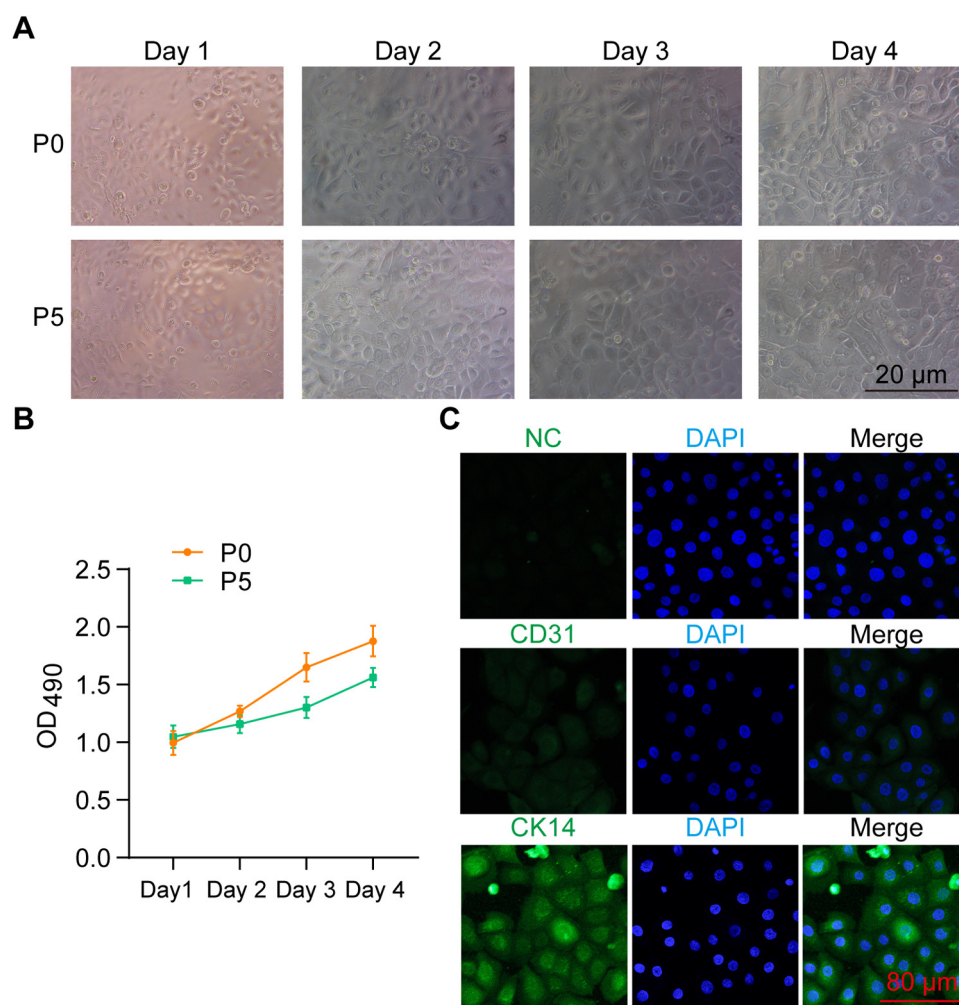 A
Day 1 Day 2 Day 3 Day 4
P0
P5
20 µm
B
P0
P5
2.5
2.0
1.5
1.0
0.5
0.0
OD490
Day1 Day 2 Day 3 Day 4
C
NC DAPI Merge
CD31 DAPI Merge
CK14 DAPI Merge
80 µm